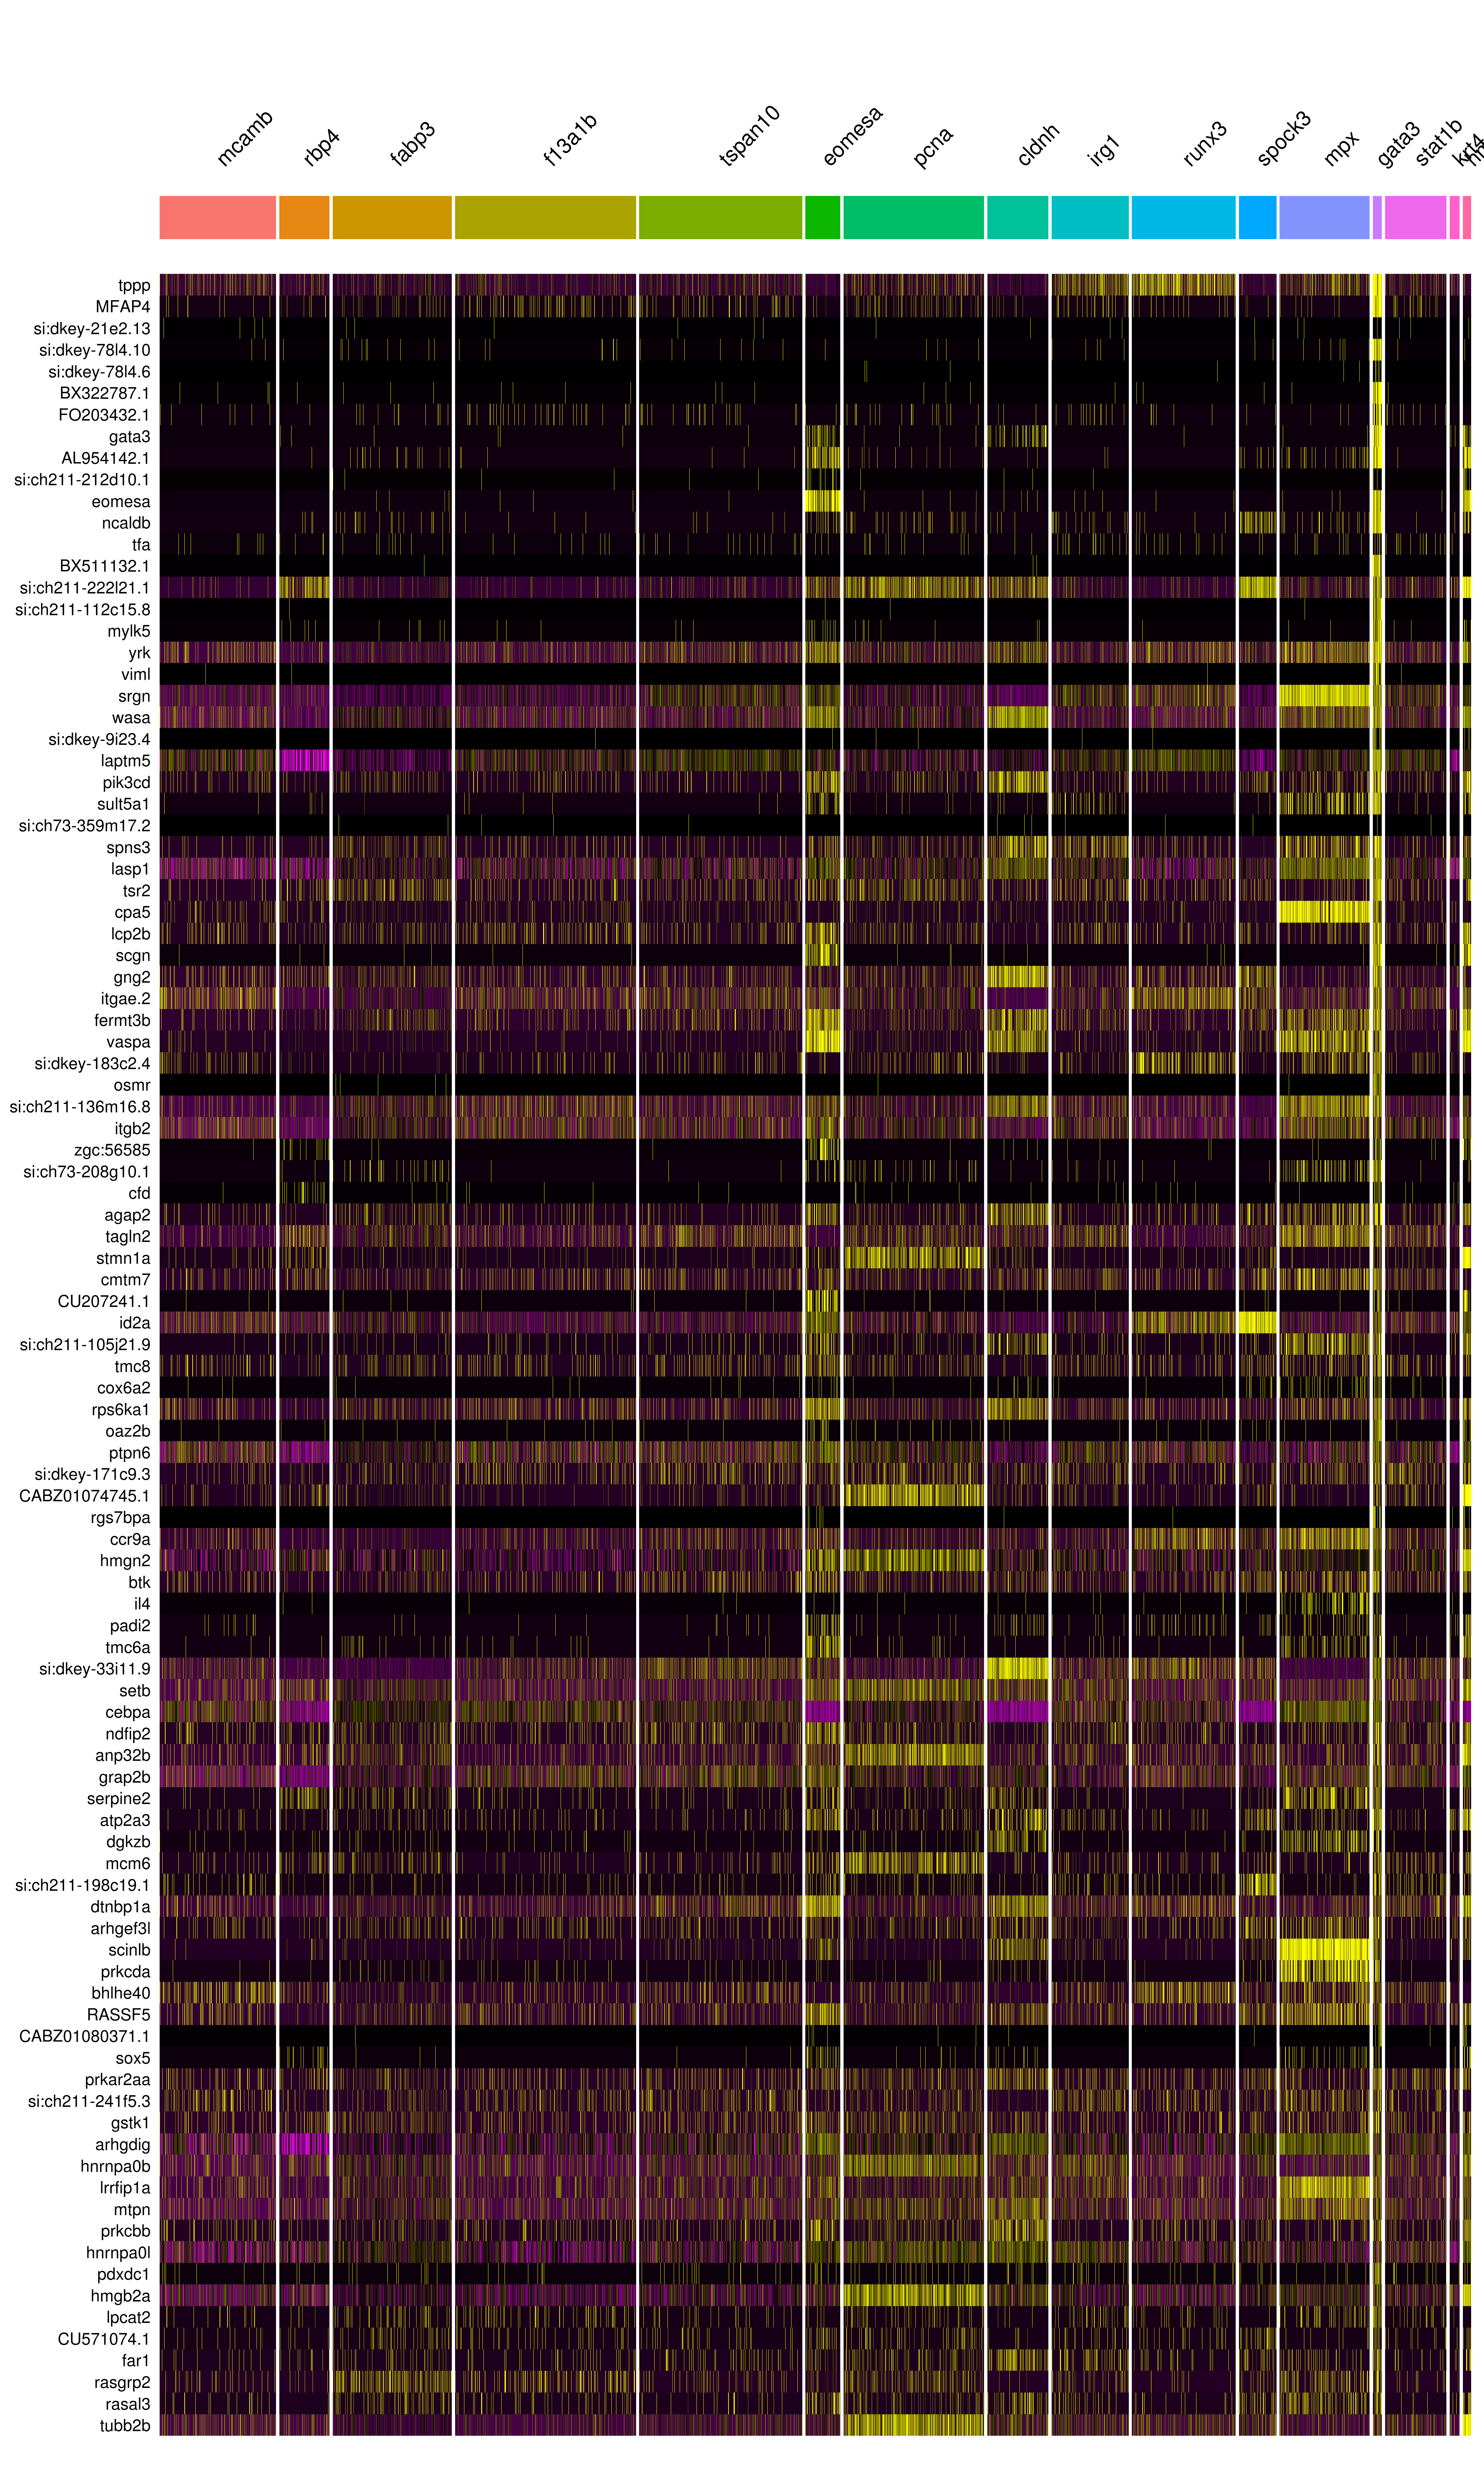 mcamb
rbp4
fabp3
f13a1b
tspan10
eomesa
pcna
cldnh
irg1
runx3
spock3
mpx
gata3
stat1b
krt4
tppp
MFAP4
si:dkey-21e2.13
si:dkey-78l4.10
si:dkey-78l4.6
BX322787.1
FO203432.1
gata3
AL954142.1
si:ch211-212d10.1
eomesa
ncaldb
tfa
BX511132.1
si:ch211-222l21.1
si:ch211-112c15.8
mylk5
yrk
viml
srgn
wasa
si:dkey-9i23.4
laptm5
pik3cd
sult5a1
si:ch73-359m17.2
spns3
lasp1
tsr2
cpa5
lcp2b
scgn
gng2
itgae.2
fermt3b
vaspa
si:dkey-183c2.4
osmr
si:ch211-136m16.8
itgb2
zgc:56585
si:ch73-208g10.1
cfd
agap2
tagln2
stmn1a
cmtm7
CU207241.1
id2a
si:ch211-105j21.9
tmc8
cox6a2
rps6ka1
oaz2b
ptpn6
si:dkey-171c9.3
CABZ01074745.1
rgs7bpa
ccr9a
hmgn2
btk
il4
padi2
tmc6a
si:dkey-33i11.9
setb
cebpa
ndfip2
anp32b
grap2b
serpine2
atp2a3
dgkzb
mcm6
si:ch211-198c19.1
dtnbp1a
arhgef3l
scinlb
prkcda
bhlhe40
RASSF5
CABZ01080371.1
sox5
prkar2aa
si:ch211-241f5.3
gstk1
arhgdig
hnrnpa0b
lrrfip1a
mtpn
prkcbb
hnrnpa0l
pdxdc1
hmgb2a
lpcat2
CU571074.1
far1
rasgrp2
rasal3
tubb2b